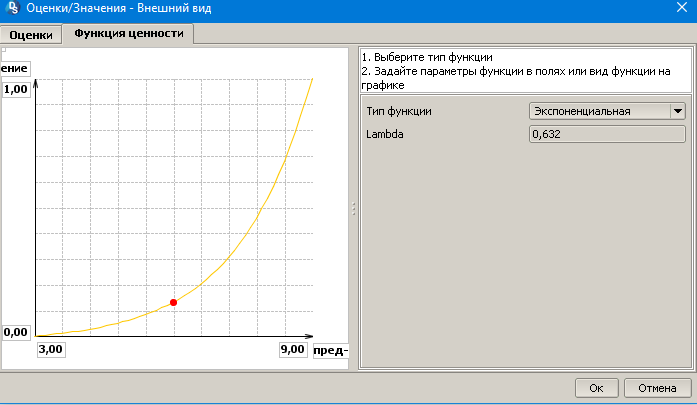 Оценки/Значения - Внешний вид
Оценки
Функция ценности
ение
1,00
0,00
3,00
9,00
пред-
1. Выберите тип функции
2. Задайте параметры функции в полях или вид функции на
графике
Тип функции
Экспоненциальная
Lambda
0,632
Ок
Отмена